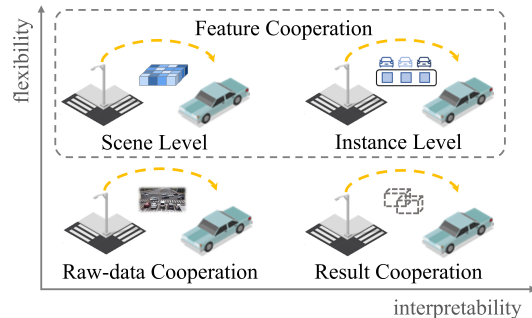 Feature Cooperation
flexibility
Scene Level
Instance Level
Raw-data Cooperation
Result Cooperation
interpretability